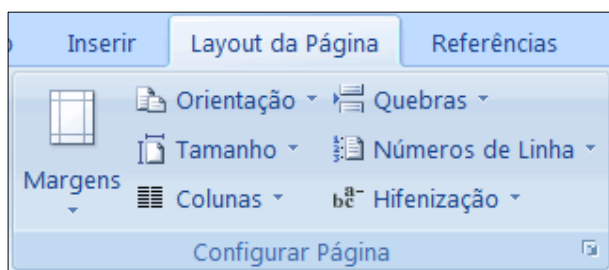 Inserir Layout da Página Referências
Orientação Quebras
Tamanho Números de Linha
Margens
Colunas Hifenização
Configurar Página